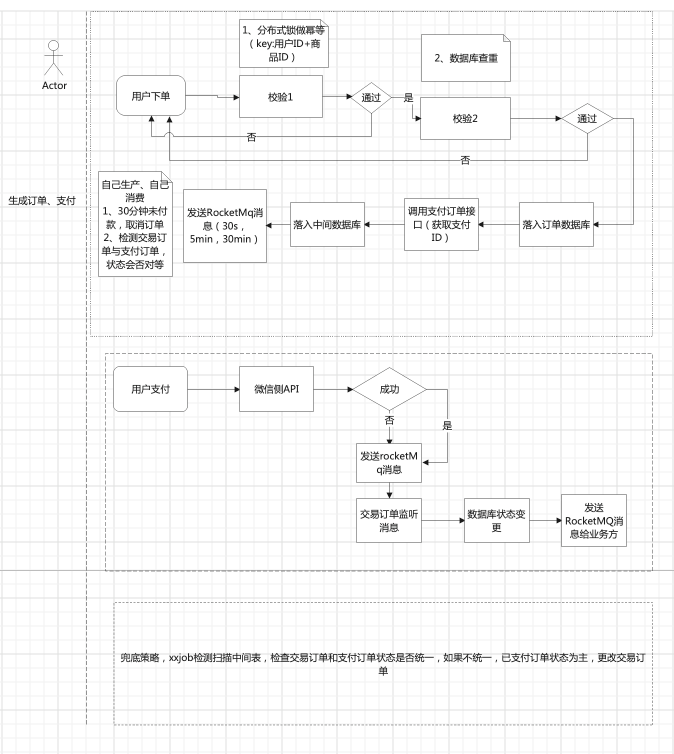 1、分布式锁做幂等
（key:用户ID+商
品ID）
2、数据库查重
Actor
用户下单
校验1
通过
是
校验2
通过
否
否
生成订单、支付
自己生产、自己
消费
1、30分钟未付
款，取消订单
2、检测交易订
单与支付订单，
状态会否对等
发送RocketMq消
息（30s，
5min，30min）
落入中间数据库
调用支付订单接
口（获取支付
ID）
落入订单数据库
用户支付
微信侧API
成功
否
是
发送rocketM
q消息
交易订单监听
消息
数据库状态变
更
发送
RocketMQ消
息给业务方
兜底策略，xxjob检测扫描中间表，检查交易订单和支付订单状态是否统一，如果不统一，已支付订单状态为主，更改交易订
单